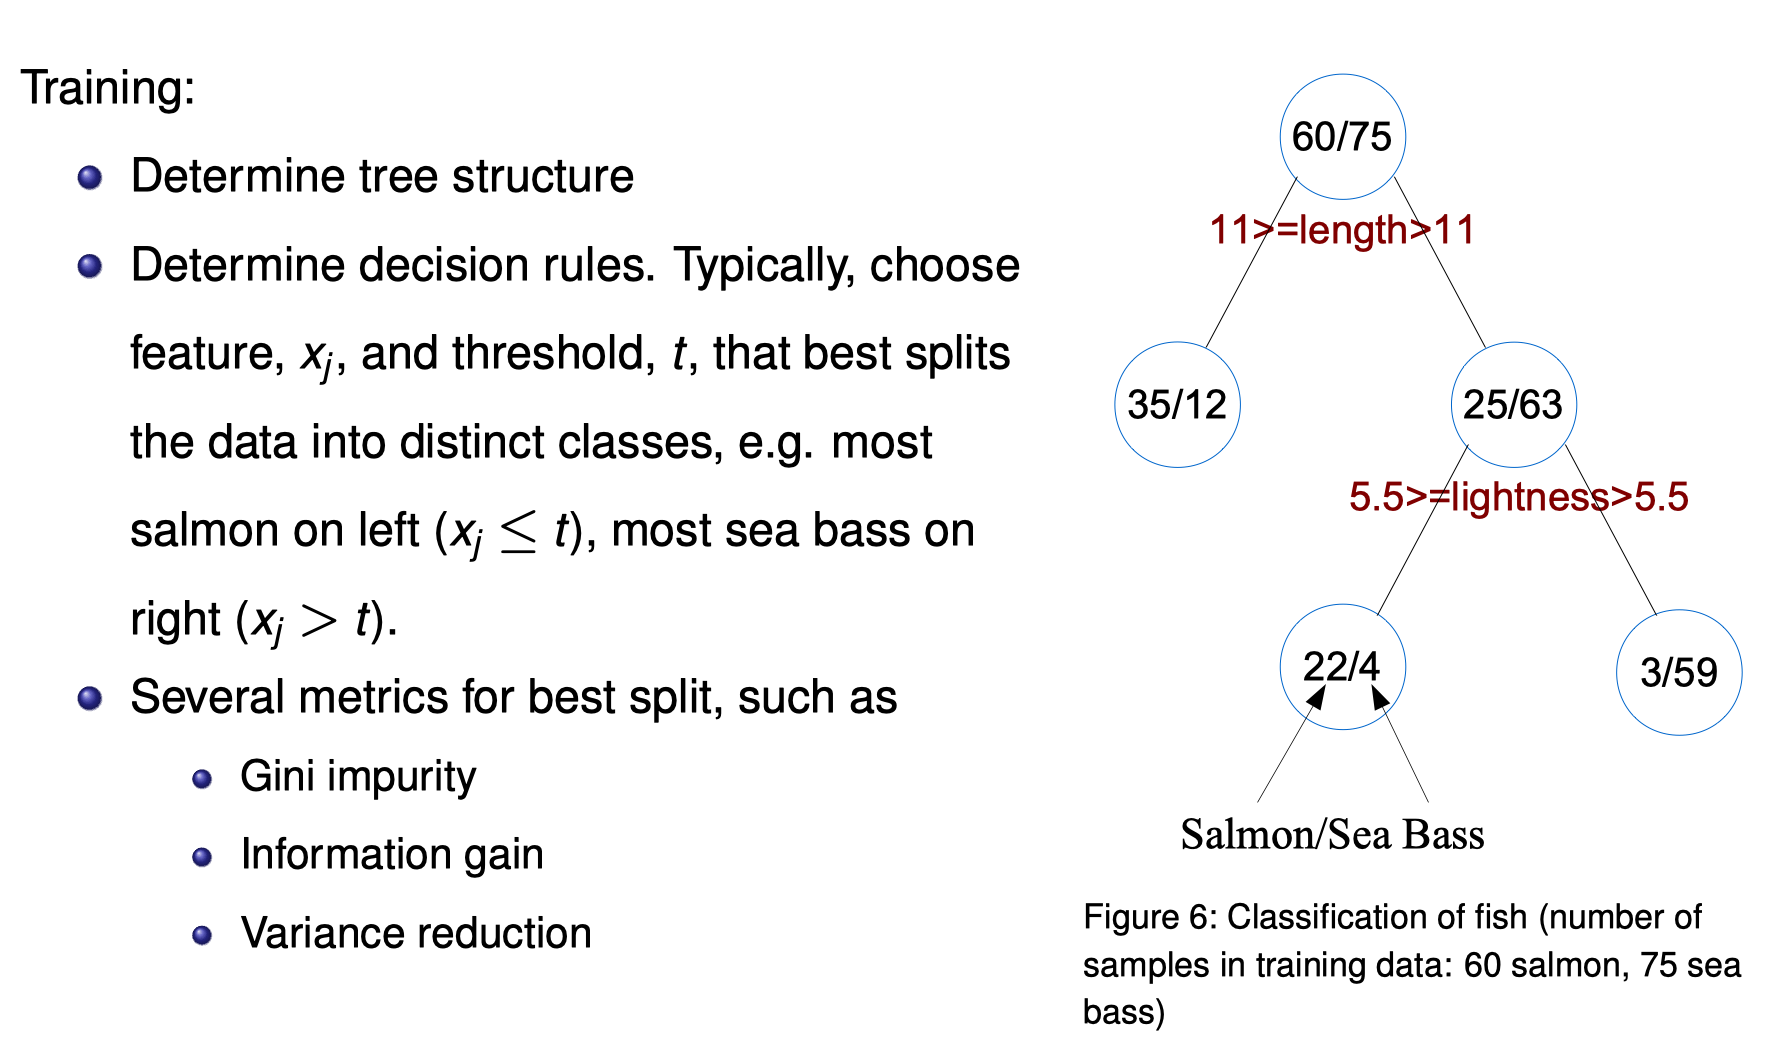 Training:
Determine tree structure
Determine decision rules. Typically, choose
feature, xj, and threshold, t, that best splits
the data into distinct classes, e.g. most
salmon on left (xj ≤ t), most sea bass on
right (xj > t).
Several metrics for best split, such as
Gini impurity
Information gain
Variance reduction
60/75
11>=length>11
35/12
25/63
5.5>=lightness>5.5
22/4
3/59
Salmon/Sea Bass
Figure 6: Classification of fish (number of
samples in training data: 60 salmon, 75 sea
bass)